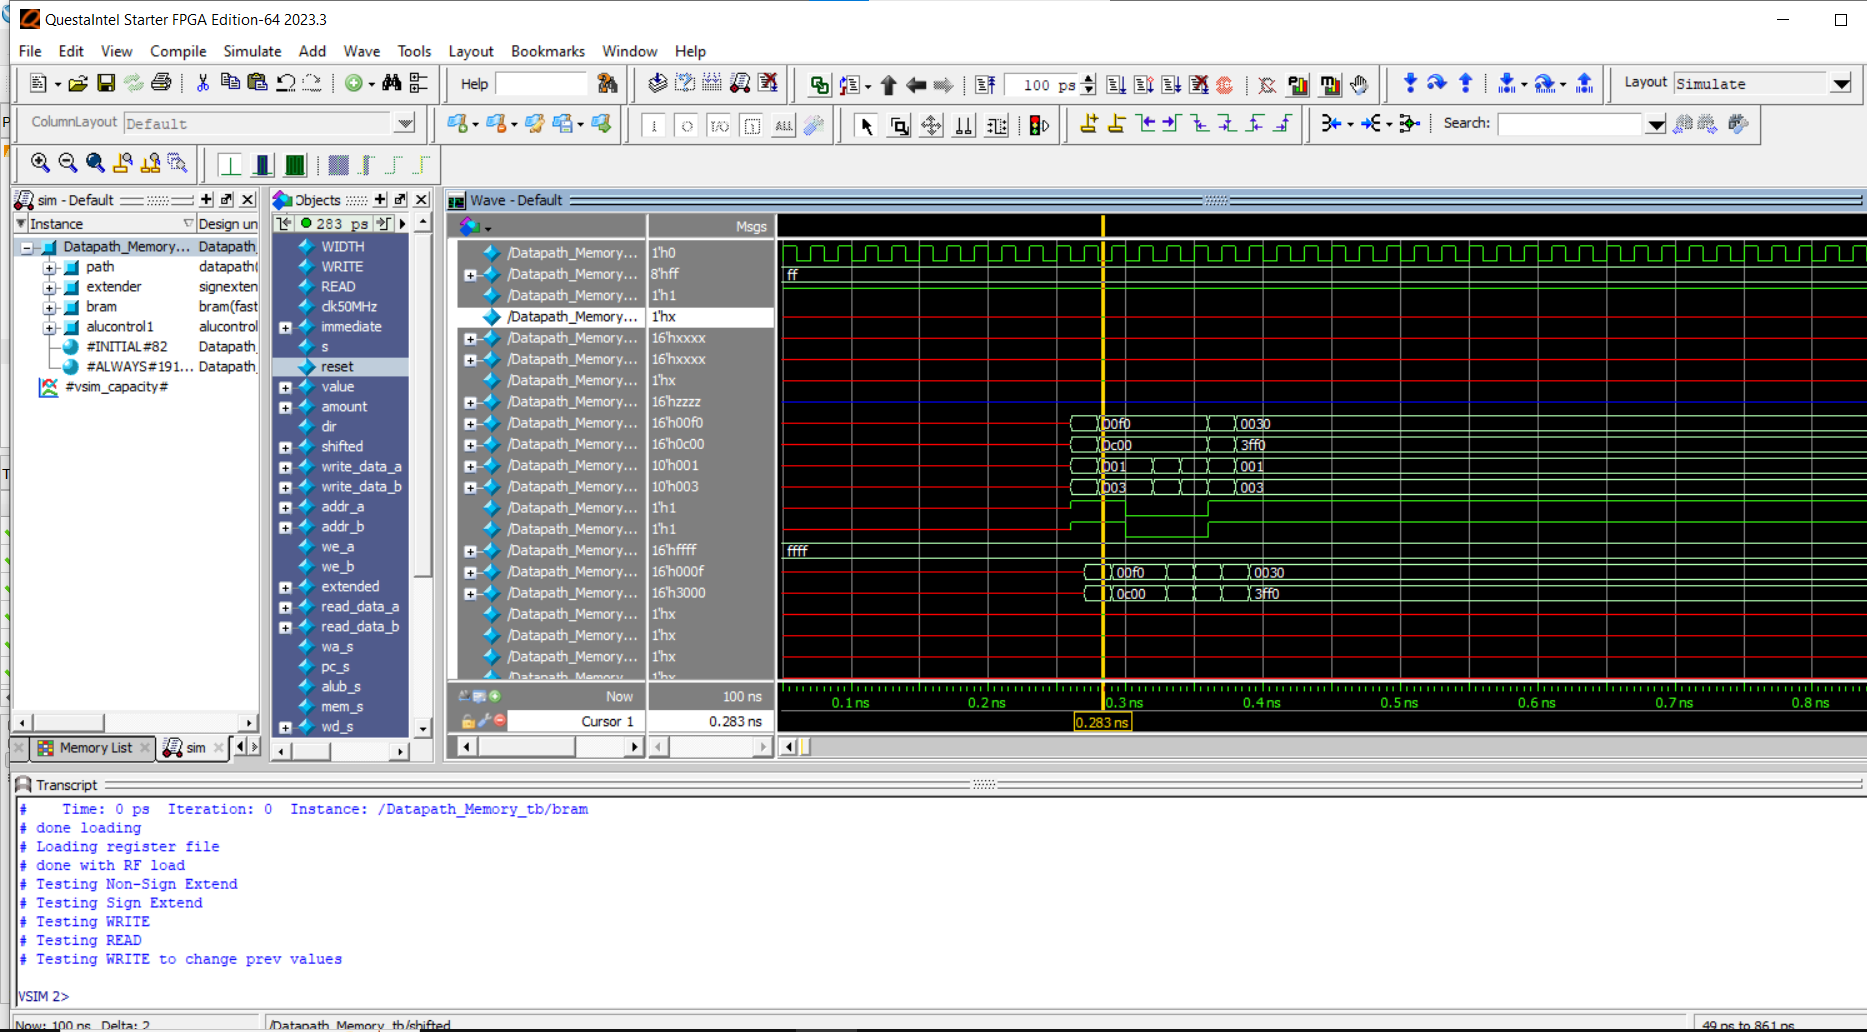 QuestaIntel Starter FPGA Edition-64 2023.3
File Edit View Compile Simulate Add Wave Tools Layout Bookmarks Window Help
Help
100 ps
Layout Simulate
ColumnLayout Default
Search:
sim - Default
Instance Design un
Datapath_Memory... Datapath_
path datapath(
extender signexten
bram bram(fast
alucontrol1 alucontro
#INITIAL#82 Datapath_
#ALWAYS#191... Datapath_
#vsim_capacity#
Memory List
sim
Objects
283 ps
WIDTH
WRITE
READ
clk50MHz
immediate
s
reset
value
amount
dir
shifted
write_data_a
write_data_b
addr_a
addr_b
we_a
we_b
extended
read_data_a
read_data_b
wa_s
pc_s
alub_s
mem_s
wd_s
Wave - Default
Msgs
/Datapath_Memory... 1'h0
/Datapath_Memory... 8'hff ff
/Datapath_Memory... 1'h1
/Datapath_Memory... 1'hx
/Datapath_Memory... 16'hxxxx
/Datapath_Memory... 16'hxxxx
/Datapath_Memory... 1'hx
/Datapath_Memory... 16'hzzzz
/Datapath_Memory... 16'h00f0 00f0 0030
/Datapath_Memory... 16'h0c00 0c00 3ff0
/Datapath_Memory... 10'h001 001 001
/Datapath_Memory... 10'h003 003 003
/Datapath_Memory... 1'h1
/Datapath_Memory... 1'h1
/Datapath_Memory... 16'hffff ffff
/Datapath_Memory... 16'h000f 00f0 0030
/Datapath_Memory... 16'h3000 0c00 3ff0
/Datapath_Memory... 1'hx
/Datapath_Memory... 1'hx
/Datapath_Memory... 1'hx
/Datapath_Memory... 1'hx
Now 100 ns
0.1 ns 0.2 ns 0.3 ns 0.4 ns 0.5 ns 0.6 ns 0.7 ns 0.8 ns
Cursor 1 0.283 ns
0.283 ns
Transcript
# Time: 0 ps Iteration: 0 Instance: /Datapath_Memory_tb/bram
# done loading
# Loading register file
# done with RF load
# Testing Non-Sign Extend
# Testing Sign Extend
# Testing WRITE
# Testing READ
# Testing WRITE to change prev values
VSIM 2>
Now: 100 ns Delta: 2
/Datapath_Memory_tb/shifted
49 ps to 861 ps